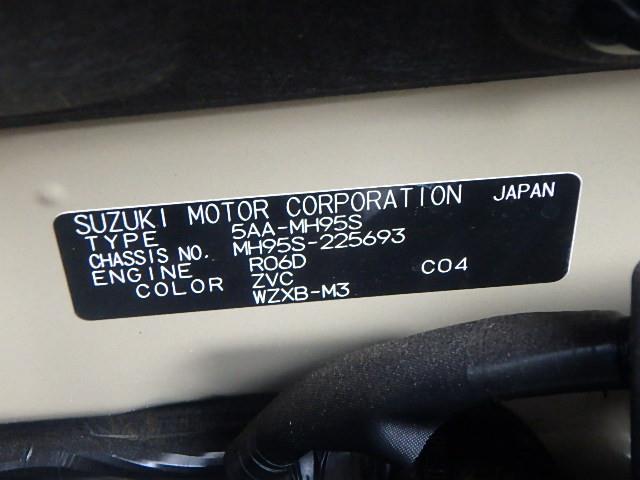 SUZUKI MOTOR CORPORATION JAPAN
TYPE 5AA-MH95S
CHASSIS NO. MH95S-225693
ENGINE R06D C04
COLOR ZVC
WZXB-M3